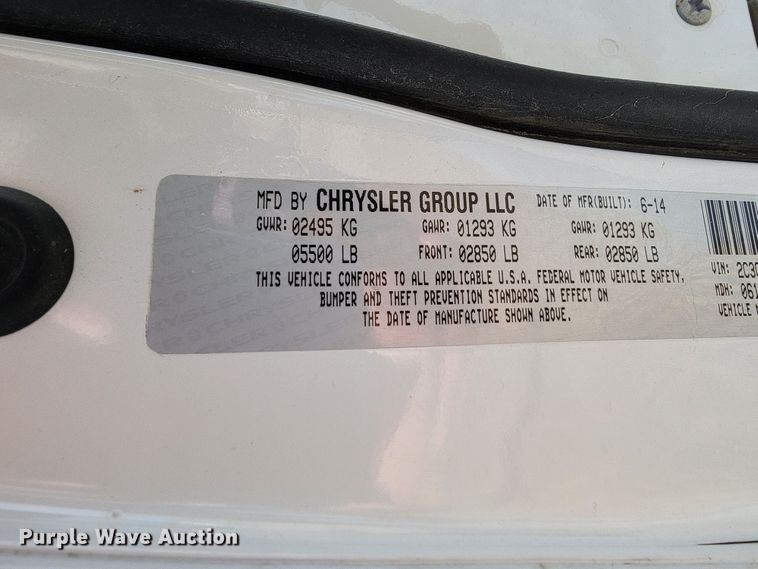 MFD BY CHRYSLER GROUP LLC DATE OF MFR(BUILT): 6-14
GVWR: 02495 KG GAWR: 01293 KG GAWR: 01293 KG
05500 LB FRONT: 02850 LB REAR: 02850 LB
THIS VEHICLE CONFORMS TO ALL APPLICABLE U.S.A. FEDERAL MOTOR VEHICLE SAFETY,
BUMPER AND THEFT PREVENTION STANDARDS IN EFFECT ON
THE DATE OF MANUFACTURE SHOWN ABOVE.
VIN: 2C3C
MDH: 061
VEHICLE
Purple Wave Auction